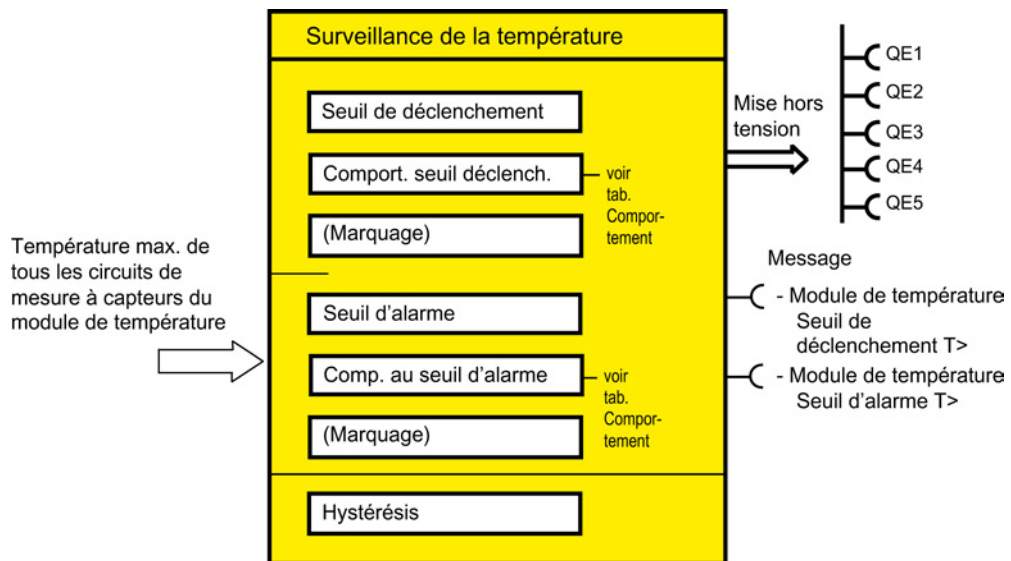 Surveillance de la température
Seuil de déclenchement
Comport. seuil déclench.
voir
tab.
Compor-
tement
(Marquage)
Température max. de
tous les circuits de
mesure à capteurs du
module de température
Seuil d'alarme
Comp. au seuil d'alarme
voir
tab.
Compor-
tement
(Marquage)
Hystérésis
Mise hors
tension
QE1
QE2
QE3
QE4
QE5
Message
- Module de température
Seuil de
déclenchement T>
- Module de température
Seuil d'alarme T>